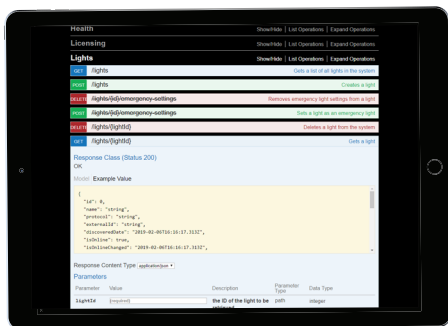 Health Show/Hide | List Operations | Expand Operations
Licensing Show/Hide | List Operations | Expand Operations
Lights Show/Hide | List Operations | Expand Operations
GET /lights Gets a list of all lights in the system
POST /lights Creates a light
DELETE /lights/{id}/emergency-settings Removes emergency light settings from a light
POST /lights/{id}/emergency-settings Sets a light as an emergency light
DELETE /lights/{lightId} Deletes a light from the system
GET /lights/{lightId} Gets a light
Response Class (Status 200)
OK
Model Example Value
{
"id": 0,
"name": "string",
"protocol": "string",
"externalId": "string",
"discoveredDate": "2019-02-06T16:16:17.313Z",
"isOnline": true,
"isOnlineChanged": "2019-02-06T16:16:17.313Z",
Response Content Type application/json
Parameters
Parameter Value Description Parameter Type Data Type
lightId (required) the ID of the light to be retrieved path integer